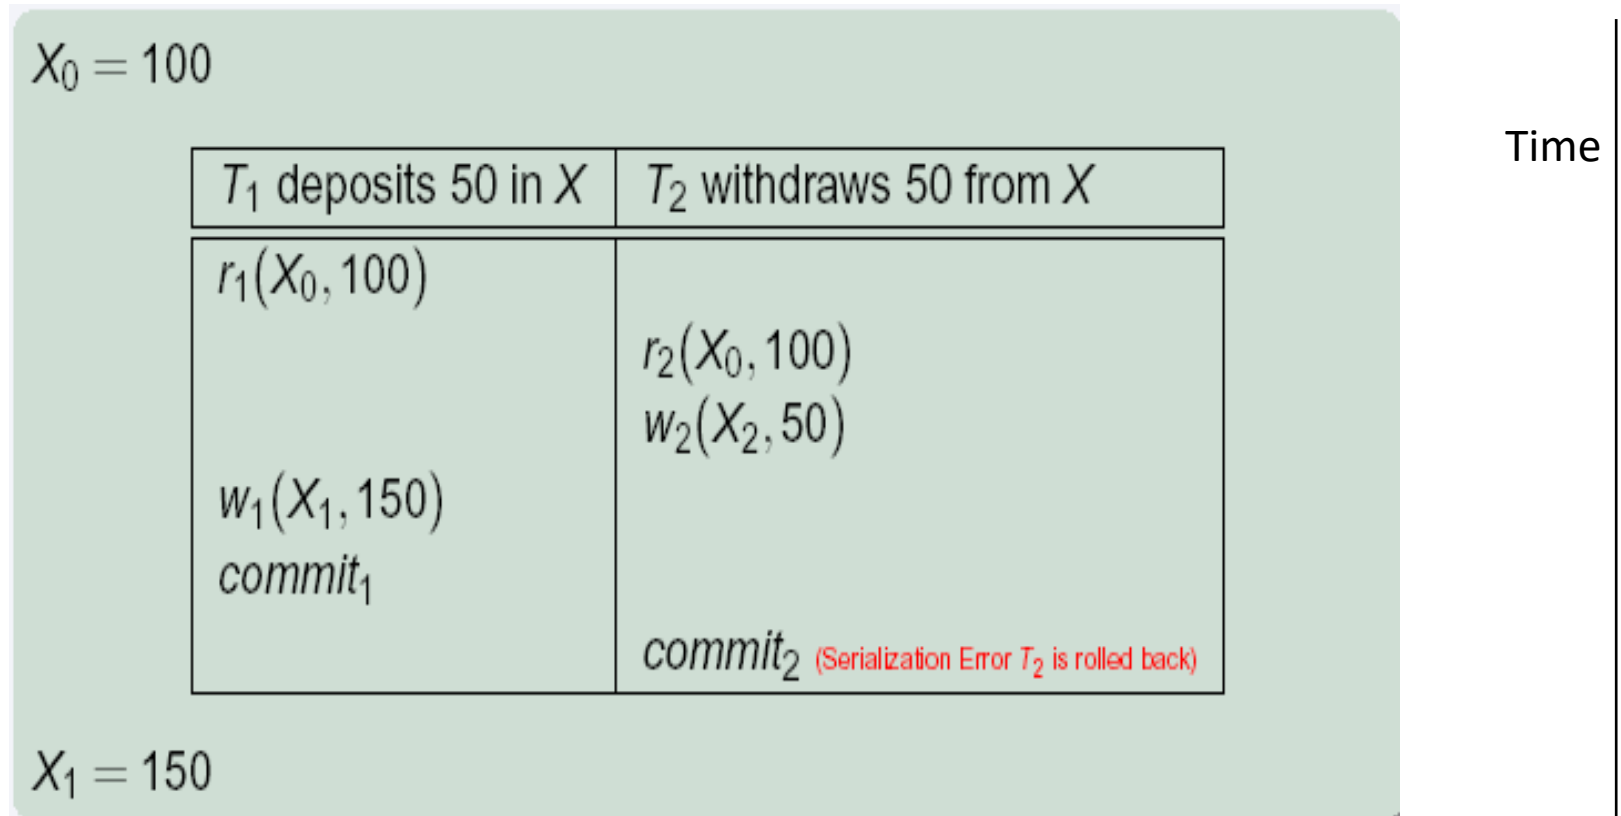 X₀ = 100
Time
T₁ deposits 50 in X | T₂ withdraws 50 from X
r₁(X₀, 100)
r₂(X₀, 100)
w₂(X₂, 50)
w₁(X₁, 150)
commit₁
commit₂ (Serialization Error T₂ is rolled back)
X₁ = 150